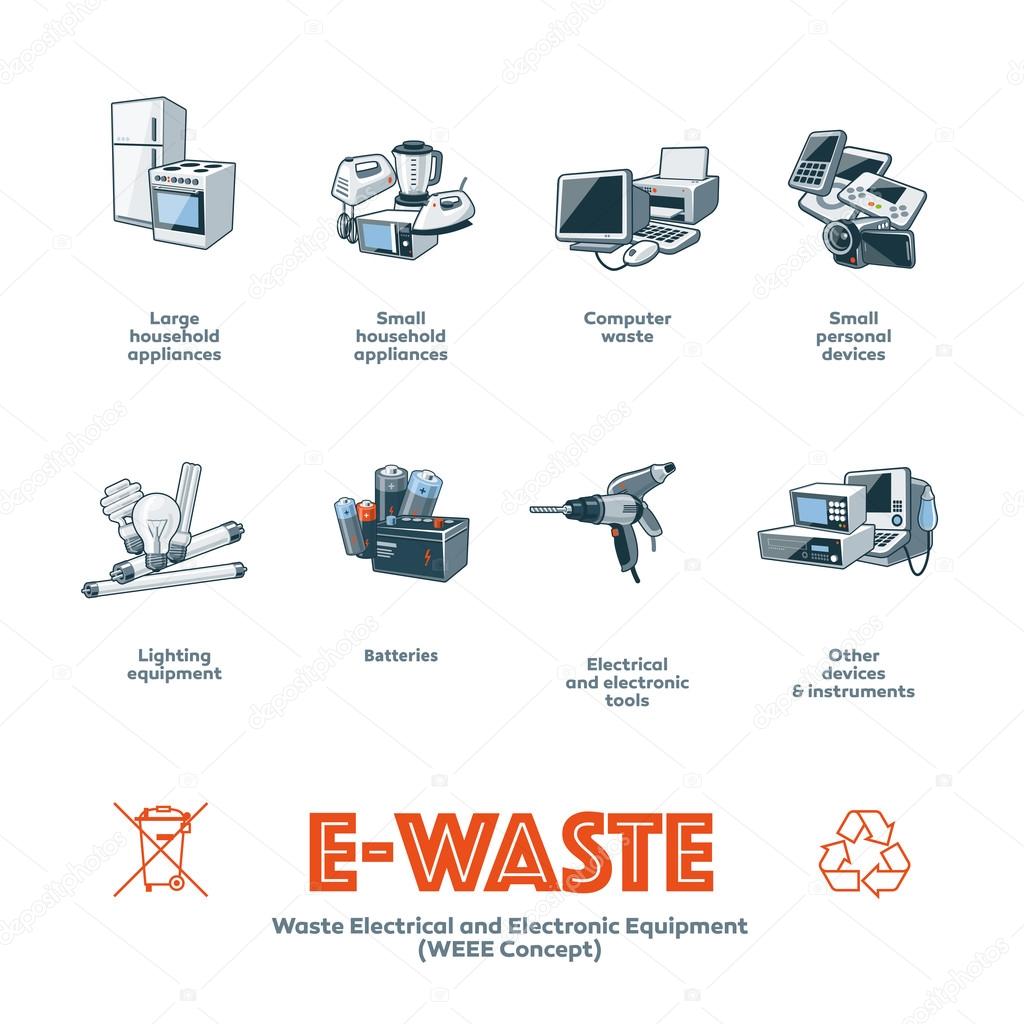 Large
household
appliances
Small
household
appliances
Computer
waste
Small
personal
devices
Lighting
equipment
Batteries
Electrical
and electronic
tools
Other
devices
& instruments
E-WASTE
Waste Electrical and Electronic Equipment
(WEEE Concept)
depositphotos